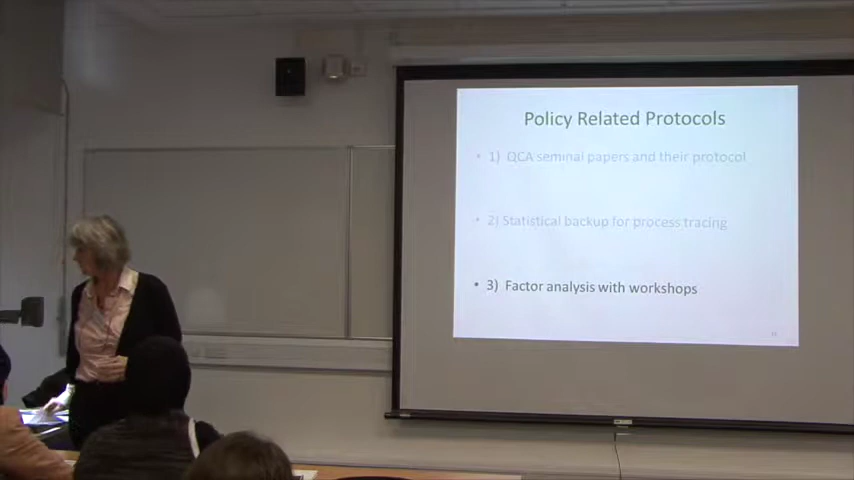 Policy Related Protocols
• 1) QCA seminal papers and their protocol
• 2) Statistical backup for process tracing
• 3) Factor analysis with workshops